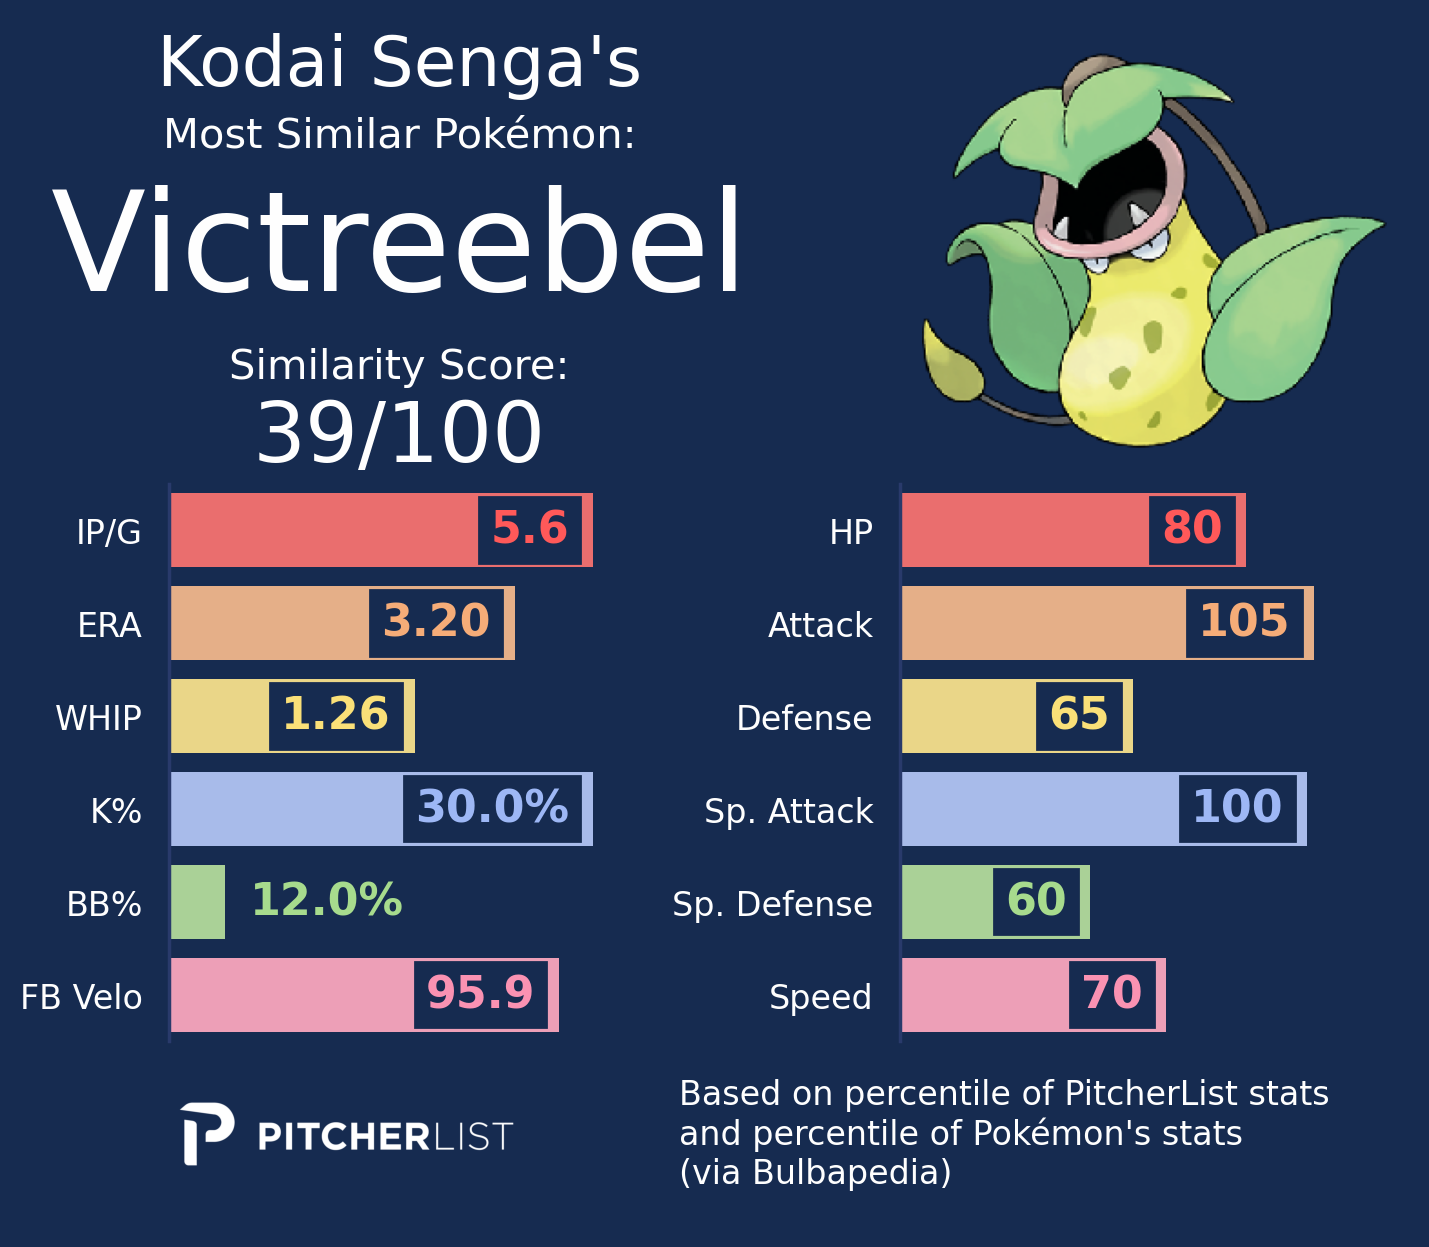 Kodai Senga's
Most Similar Pokémon:
Victreebel
Similarity Score:
39/100
IP/G 5.6
ERA 3.20
WHIP 1.26
K% 30.0%
BB% 12.0%
FB Velo 95.9
HP 80
Attack 105
Defense 65
Sp. Attack 100
Sp. Defense 60
Speed 70
PITCHERLIST
Based on percentile of PitcherList stats
and percentile of Pokémon's stats
(via Bulbapedia)